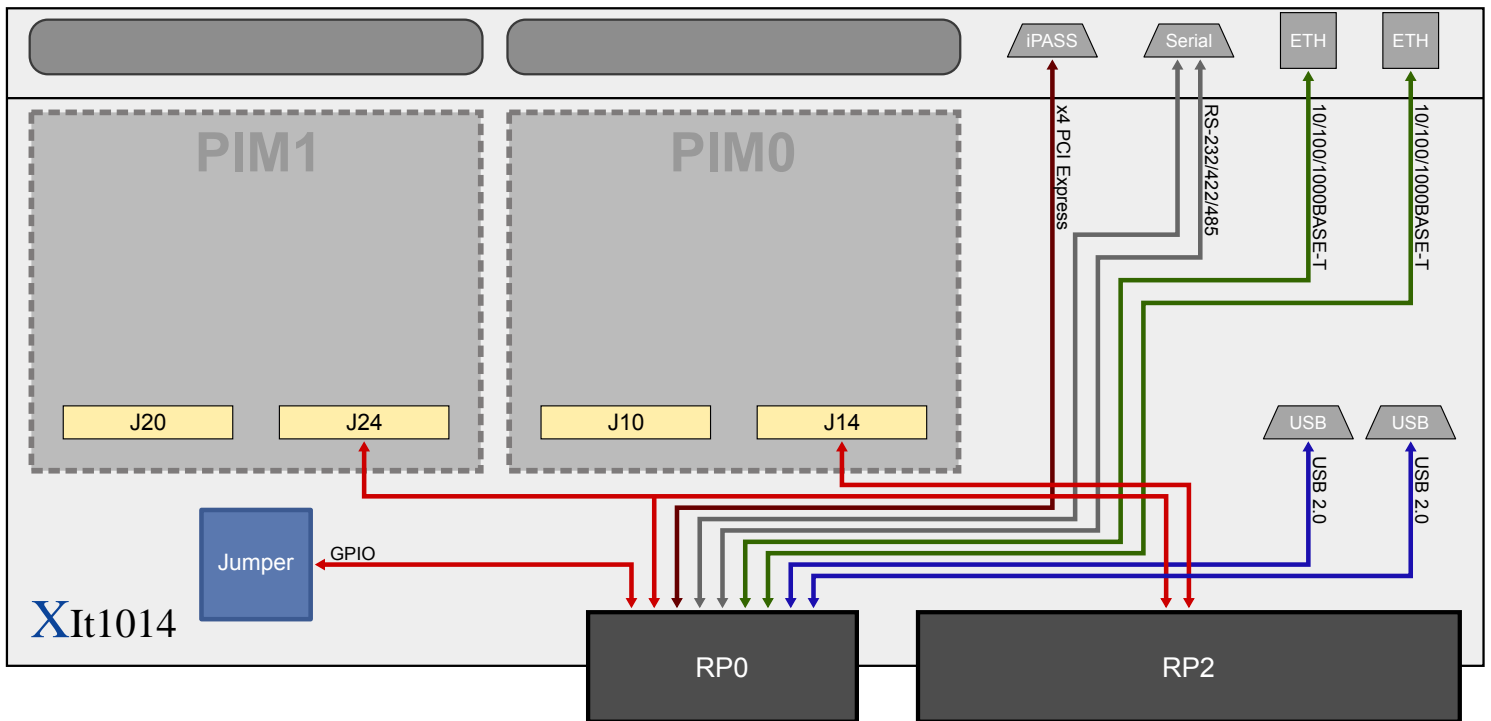 iPASS
Serial
ETH
ETH
PIM1
PIM0
x4 PCI Express
RS-232/422/485
10/100/1000BASE-T
10/100/1000BASE-T
J20
J24
J10
J14
USB
USB
USB 2.0
USB 2.0
Jumper
GPIO
XIt1014
RP0
RP2